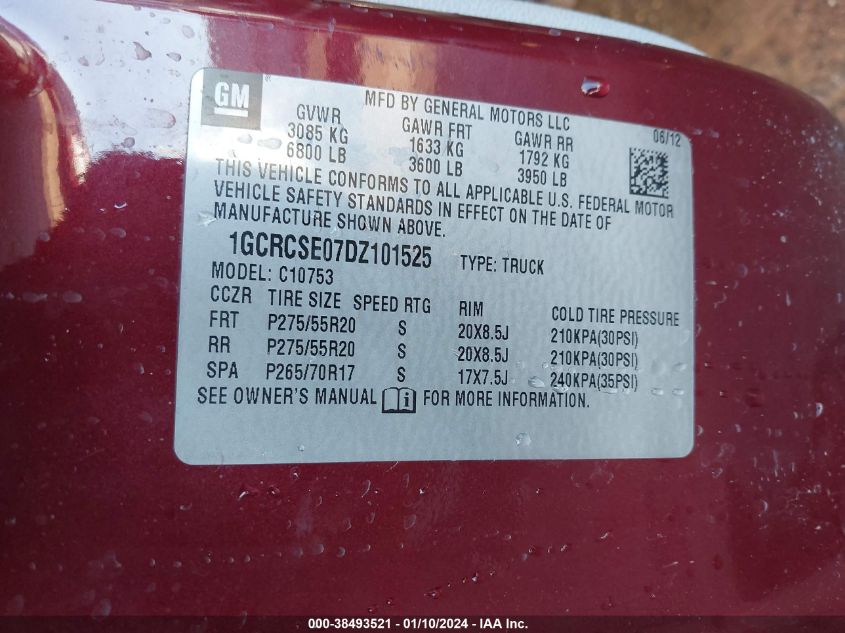 GM
MFD BY GENERAL MOTORS LLC 06/12
GVWR GAWR FRT GAWR RR
3085 KG 1633 KG 1792 KG
6800 LB 3600 LB 3950 LB
THIS VEHICLE CONFORMS TO ALL APPLICABLE U.S. FEDERAL MOTOR
VEHICLE SAFETY STANDARDS IN EFFECT ON THE DATE OF
MANUFACTURE SHOWN ABOVE.
1GCRCSE07DZ101525 TYPE: TRUCK
MODEL: C10753
CCZR TIRE SIZE SPEED RTG RIM COLD TIRE PRESSURE
FRT P275/55R20 S 20X8.5J 210KPA(30PSI)
RR P275/55R20 S 20X8.5J 210KPA(30PSI)
SPA P265/70R17 S 17X7.5J 240KPA(35PSI)
SEE OWNER'S MANUAL FOR MORE INFORMATION.
000-38493521 - 01/10/2024 - IAA Inc.